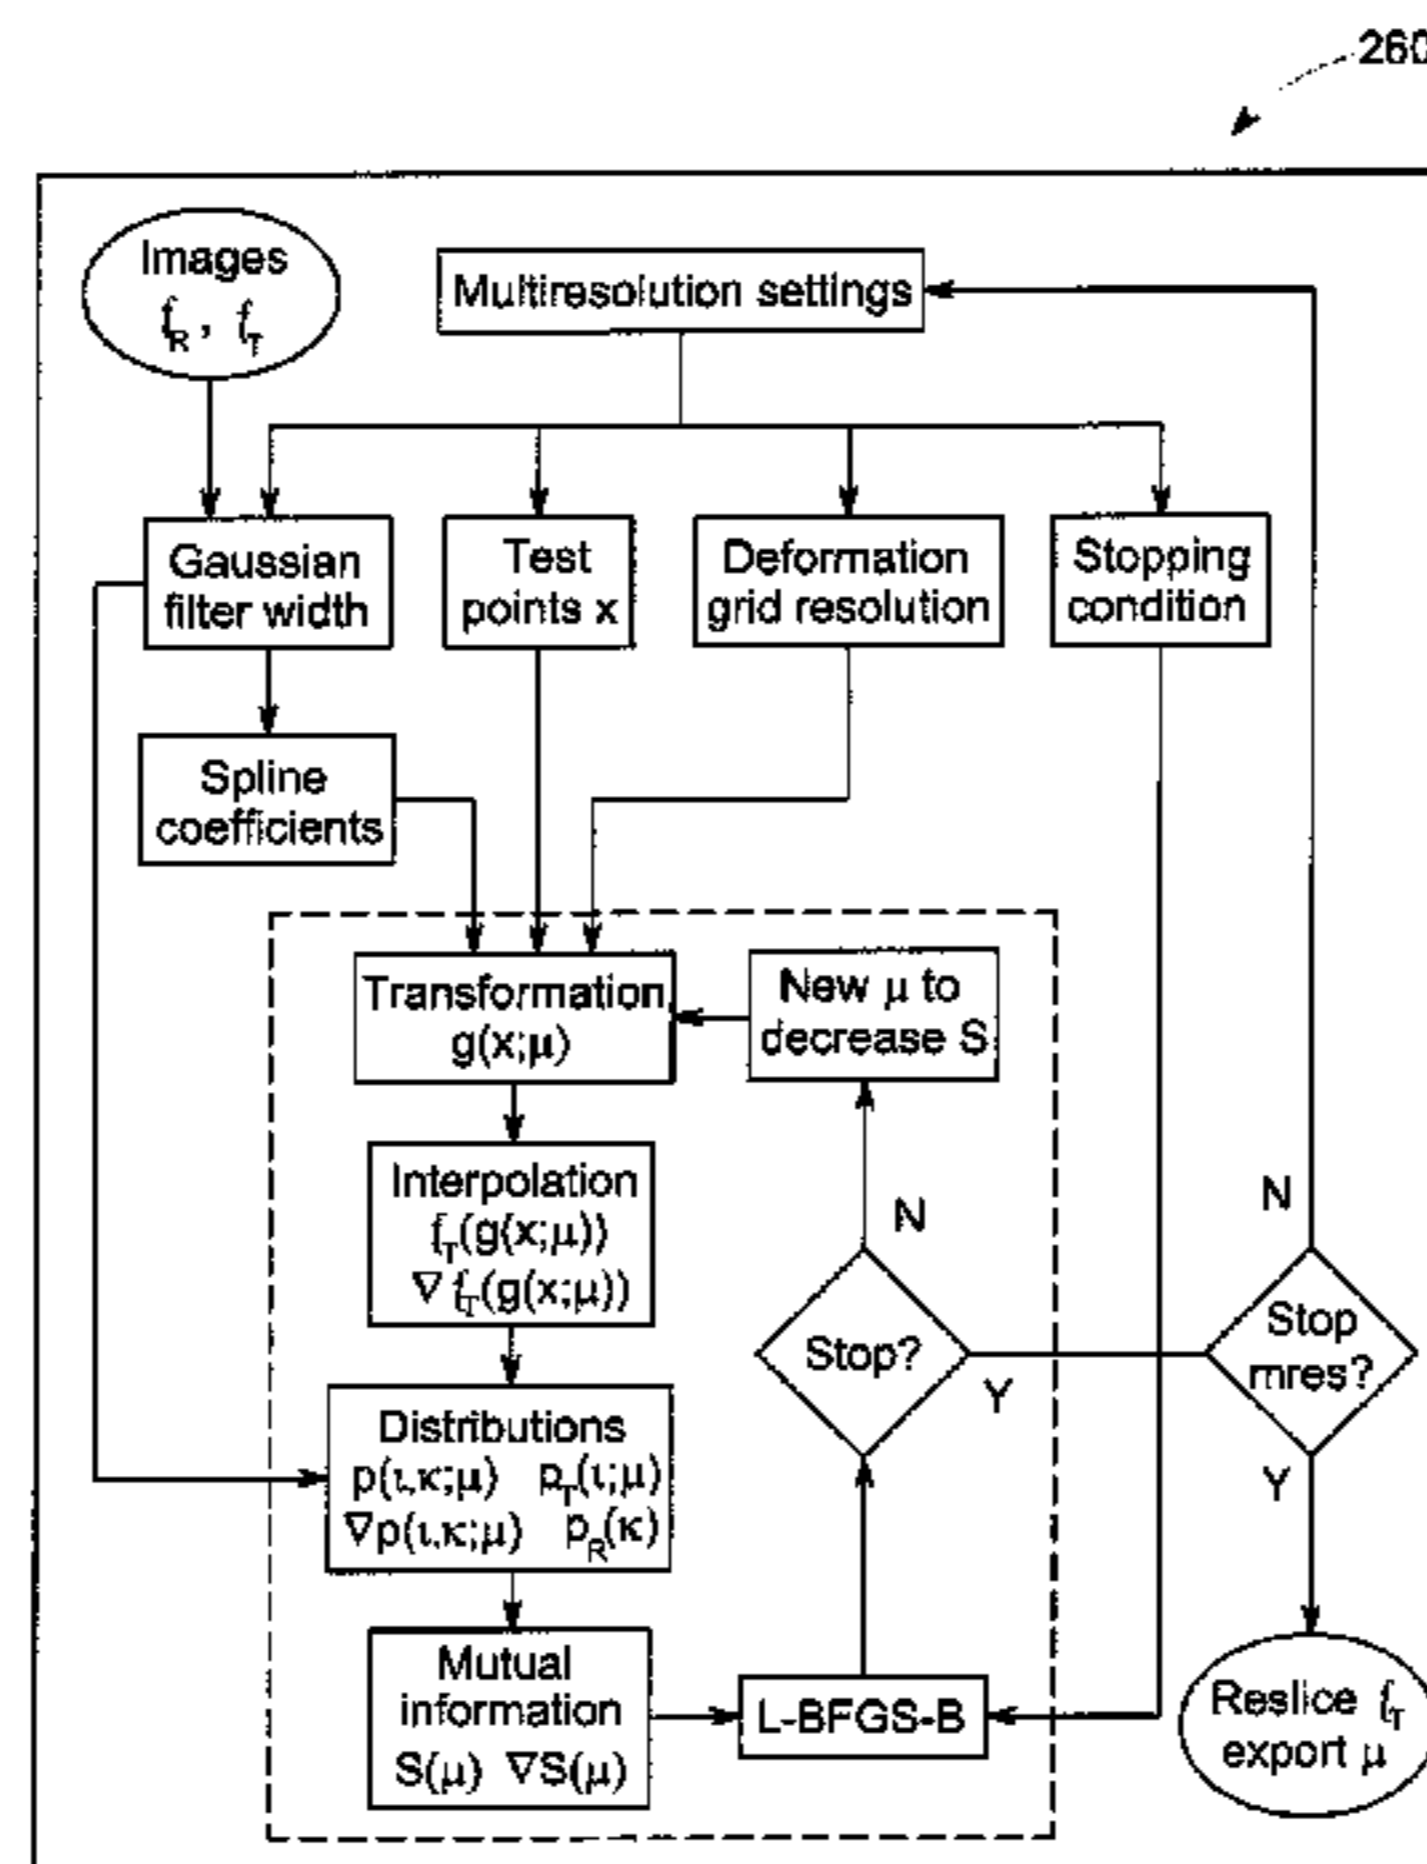 260
Images
f_R, f_T
Multiresolution settings
Gaussian
filter width
Test
points x
Deformation
grid resolution
Stopping
condition
Spline
coefficients
Transformation
g(x;μ)
New μ to
decrease S
Interpolation
f_T(g(x;μ))
∇f_T(g(x;μ))
N
N
Stop?
Y
Stop
mres?
Y
Distributions
p(ι,κ;μ) p_T(ι;μ)
∇p(ι,κ;μ) p_R(κ)
Mutual
information
S(μ) ∇S(μ)
L-BFGS-B
Reslice f_T
export μ